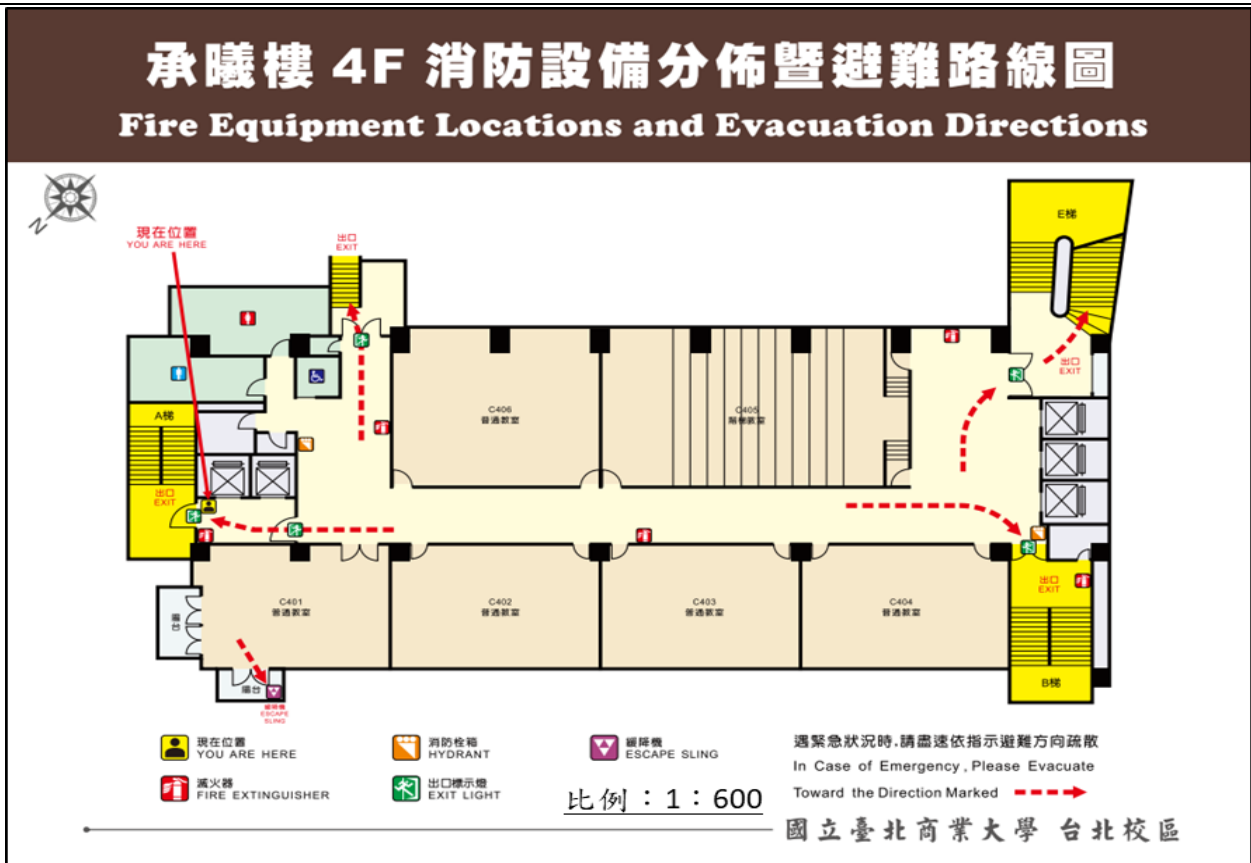 承曦樓 4F 消防設備分佈暨避難路線圖
Fire Equipment Locations and Evacuation Directions
N
現在位置
YOU ARE HERE
出口
EXIT
E梯
出口
EXIT
A梯
C406
普通教室
C405
階梯教室
出口
EXIT
C401
普通教室
C402
普通教室
C403
普通教室
C404
普通教室
出口
EXIT
陽台
陽台
B梯
緩降機
ESCAPE
SLING
現在位置
YOU ARE HERE
消防栓箱
HYDRANT
緩降機
ESCAPE SLING
滅火器
FIRE EXTINGUISHER
出口標示燈
EXIT LIGHT
比例：1：600
遇緊急狀況時,請盡速依指示避難方向疏散
In Case of Emergency , Please Evacuate
Toward the Direction Marked
國立臺北商業大學 台北校區